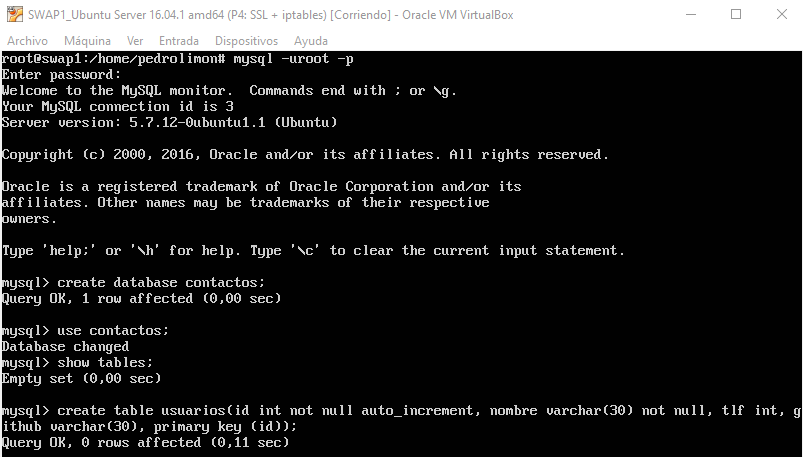 SWAP1_Ubuntu Server 16.04.1 amd64 (P4: SSL + iptables) [Corriendo] - Oracle VM VirtualBox
Archivo Máquina Ver Entrada Dispositivos Ayuda
root@swap1:/home/pedrolimon# mysql -uroot -p
Enter password:
Welcome to the MySQL monitor.  Commands end with ; or \g.
Your MySQL connection id is 3
Server version: 5.7.12-0ubuntu1.1 (Ubuntu)
Copyright (c) 2000, 2016, Oracle and/or its affiliates. All rights reserved.
Oracle is a registered trademark of Oracle Corporation and/or its
affiliates. Other names may be trademarks of their respective
owners.
Type 'help;' or '\h' for help. Type '\c' to clear the current input statement.
mysql> create database contactos;
Query OK, 1 row affected (0,00 sec)
mysql> use contactos;
Database changed
mysql> show tables;
Empty set (0,00 sec)
mysql> create table usuarios(id int not null auto_increment, nombre varchar(30) not null, tlf int, g
ithub varchar(30), primary key (id));
Query OK, 0 rows affected (0,11 sec)